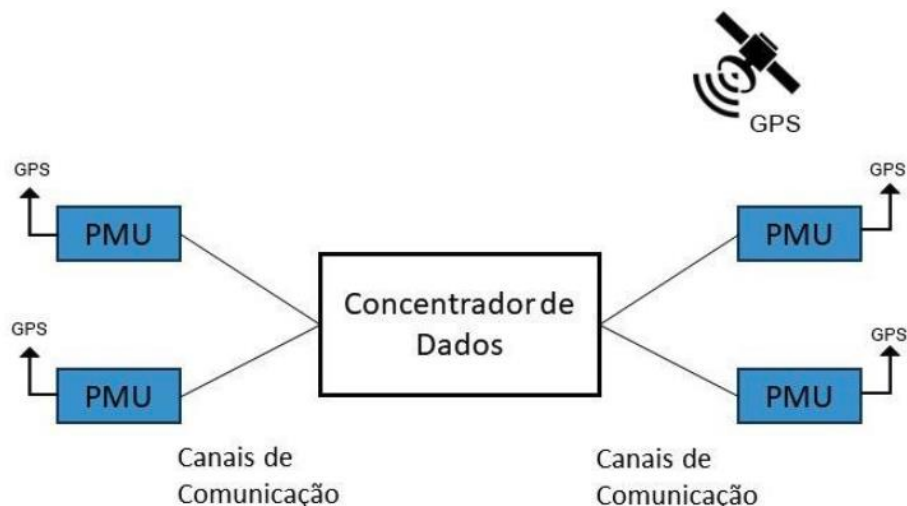 GPS
GPS
PMU
GPS
PMU
Concentrador de
Dados
GPS
PMU
GPS
PMU
Canais de
Comunicação
Canais de
Comunicação